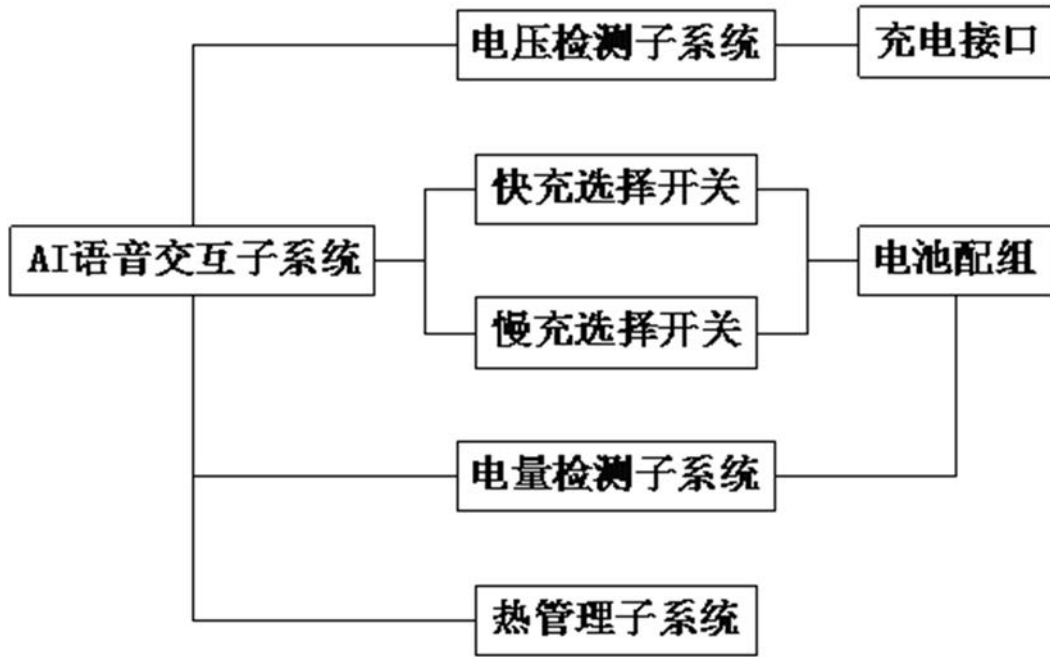 电压检测子系统
充电接口
快充选择开关
AI语音交互子系统
电池配组
慢充选择开关
电量检测子系统
热管理子系统